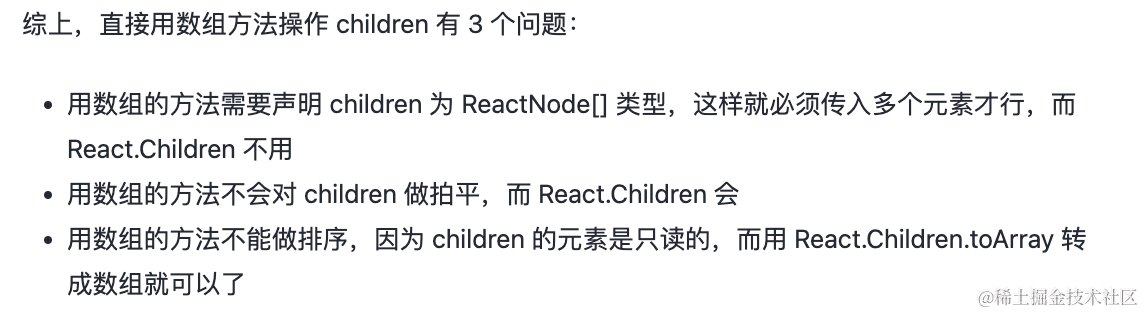 综上，直接用数组方法操作 children 有 3 个问题：
用数组的方法需要声明 children 为 ReactNode[] 类型，这样就必须传入多个元素才行，而
React.Children 不用
用数组的方法不会对 children 做拍平，而 React.Children 会
用数组的方法不能做排序，因为 children 的元素是只读的，而用 React.Children.toArray 转
成数组就可以了
@稀土掘金技术社区